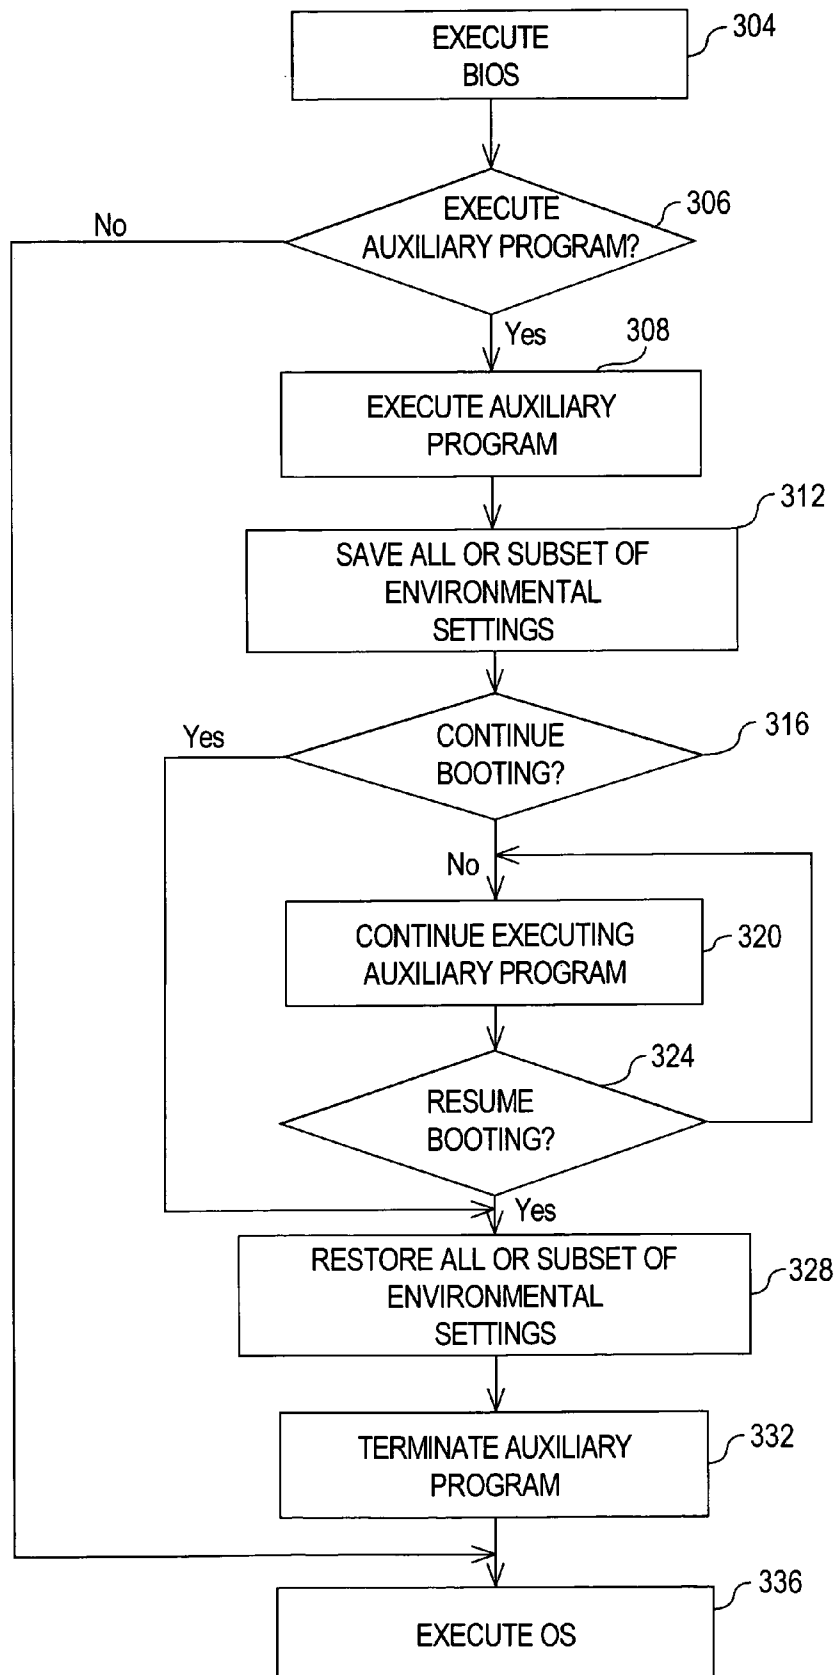 EXECUTE
BIOS
304
EXECUTE
AUXILIARY PROGRAM?
306
No
Yes
308
EXECUTE AUXILIARY
PROGRAM
312
SAVE ALL OR SUBSET OF
ENVIRONMENTAL
SETTINGS
Yes
CONTINUE
BOOTING?
316
No
CONTINUE EXECUTING
AUXILIARY PROGRAM
320
324
RESUME
BOOTING?
Yes
RESTORE ALL OR SUBSET OF
ENVIRONMENTAL
SETTINGS
328
TERMINATE AUXILIARY
PROGRAM
332
336
EXECUTE OS